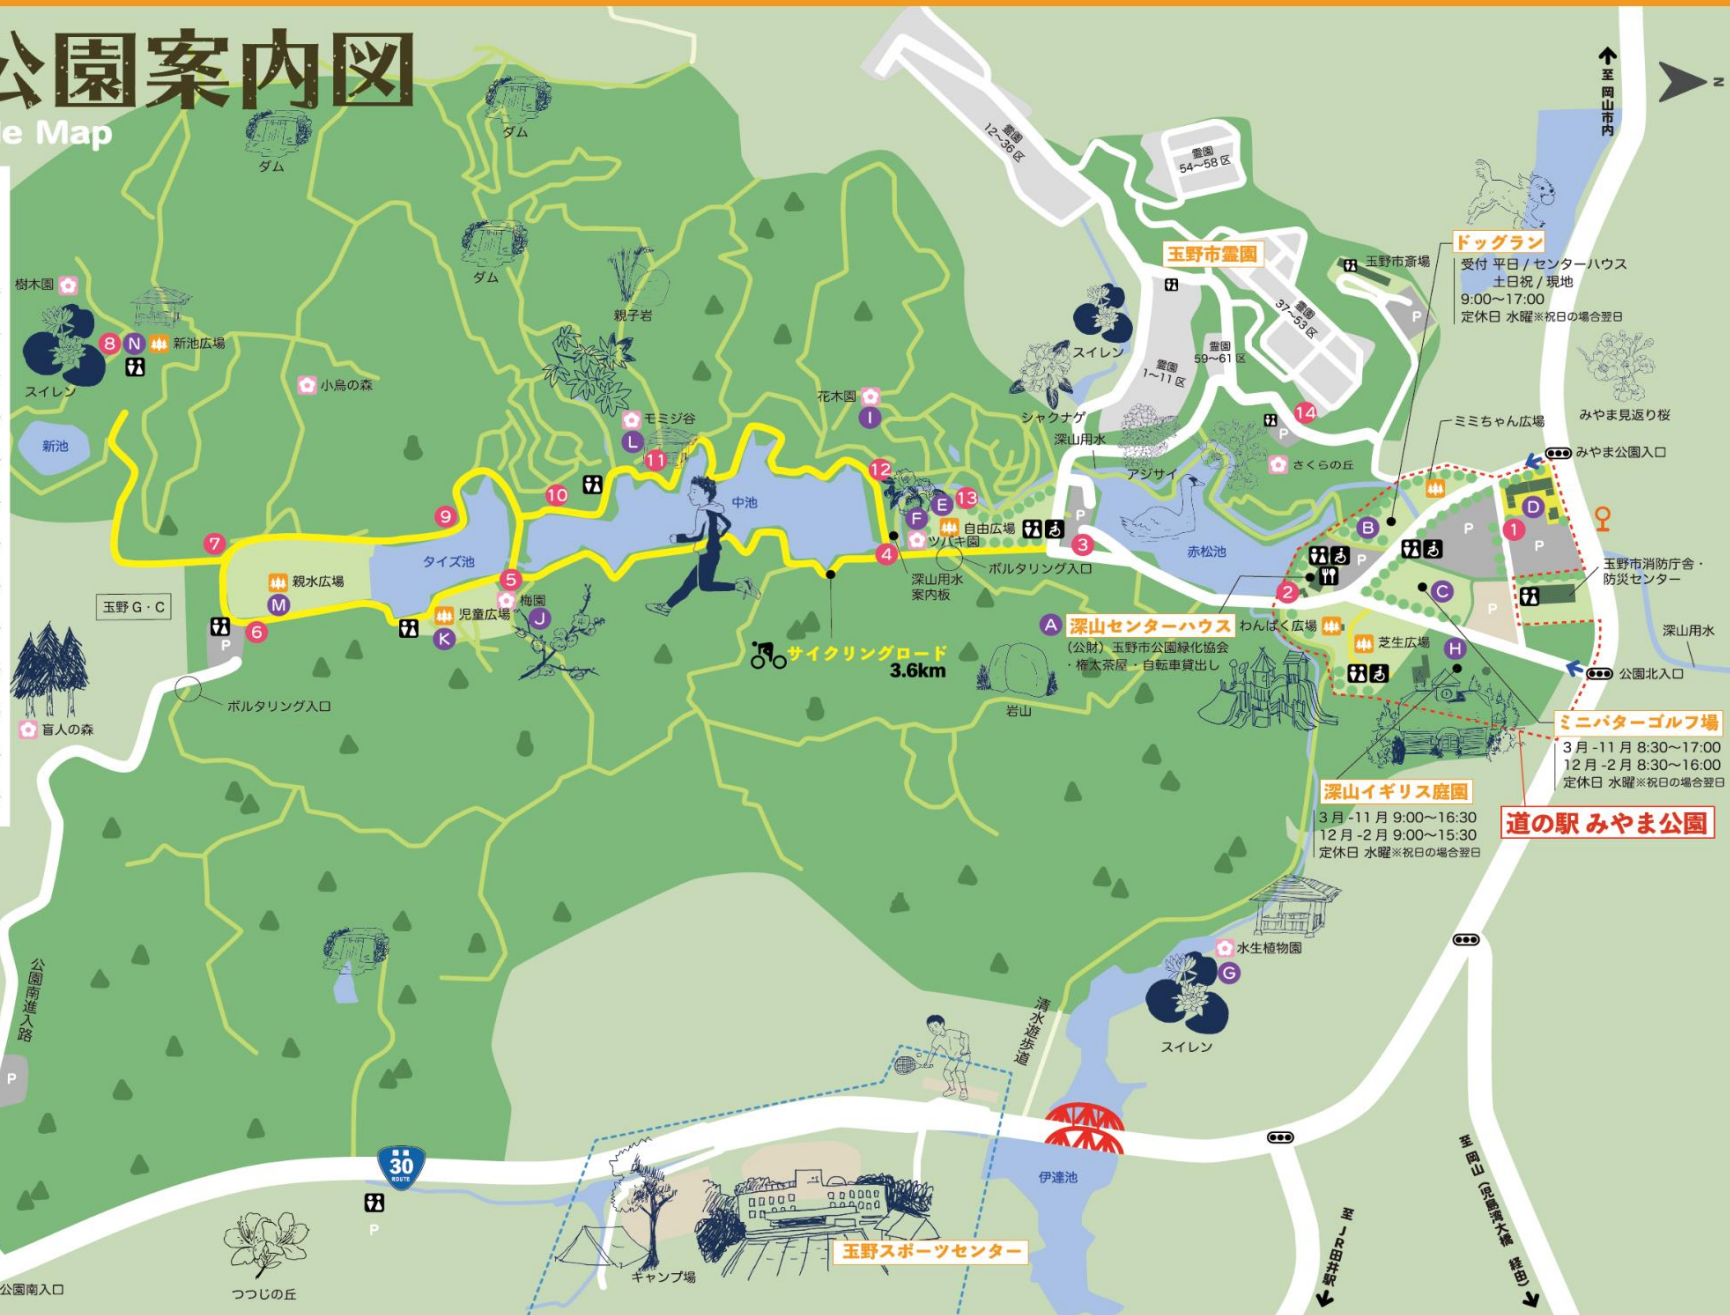 公園案内図
Map
ダム
ダム
ダム
樹木園
スイレン
8
N
新池広場
小鳥の森
新池
親子岩
モミジ谷
L
11
花木園
I
霊園
12〜36区
霊園
54〜58区
玉野市霊園
霊園
37〜53区
霊園
59〜61区
霊園
1〜11区
玉野市斎場
P
スイレン
シャクナゲ
深山用水
アジサイ
14
P
さくらの丘
至 岡山市内
N
ドッグラン
受付 平日 / センターハウス
土日祝 / 現地
9:00〜17:00
定休日 水曜※祝日の場合翌日
みやま見返り桜
ミミちゃん広場
みやま公園入口
7
9
10
12
中池
タイズ池
5
梅園
J
児童広場
K
親水広場
M
6
P
玉野 G・C
E
13
F
自由広場
ツバキ園
4
ボルタリング入口
深山用水
案内板
P
3
赤松池
B
P
D
1
P
P
C
2
玉野市消防庁舎・
防災センター
深山用水
A
深山センターハウス
(公財) 玉野市公園緑化協会
・権太茶屋・自転車貸出し
わんぱく広場
芝生広場
H
公園北入口
サイクリングロード
3.6km
岩山
ボルタリング入口
盲人の森
ミニパターゴルフ場
3月-11月 8:30〜17:00
12月-2月 8:30〜16:00
定休日 水曜※祝日の場合翌日
深山イギリス庭園
3月-11月 9:00〜16:30
12月-2月 9:00〜15:30
定休日 水曜※祝日の場合翌日
道の駅 みやま公園
水生植物園
G
スイレン
清水遊歩道
公園南進入路
P
国道
30
ROUTE
P
つつじの丘
公園南入口
キャンプ場
玉野スポーツセンター
伊達池
至 JR田井駅
至 岡山 (児島湾大橋 経由)